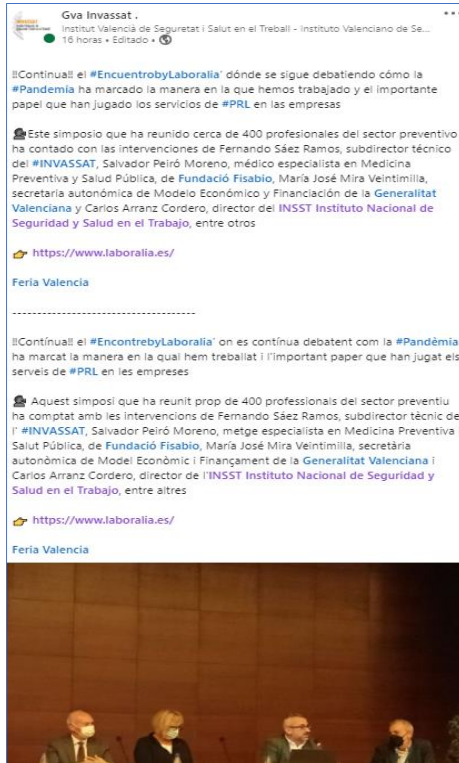 Gva Invassat .
Institut Valencià de Seguretat i Salut en el Treball - Instituto Valenciano de Se...
16 horas • Editado •
‼Continua‼ el #EncuentrobyLaboralia' dónde se sigue debatiendo cómo la
#Pandemia ha marcado la manera en la que hemos trabajado y el importante
papel que han jugado los servicios de #PRL en las empresas
Este simposio que ha reunido cerca de 400 profesionales del sector preventivo
ha contado con las intervenciones de Fernando Sáez Ramos, subdirector técnico
del #INVASSAT, Salvador Peiró Moreno, médico especialista en Medicina
Preventiva y Salud Pública, de Fundació Fisabio, María José Mira Veintimilla,
secretaria autonómica de Modelo Económico y Financiación de la Generalitat
Valenciana y Carlos Arranz Cordero, director del INSST Instituto Nacional de
Seguridad y Salud en el Trabajo, entre otros
👉 https://www.laboralia.es/
Feria Valencia
-------------------------------------
‼Contínua‼ el #EncontrebyLaboralia' on es contínua debatent com la #Pandèmia
ha marcat la manera en la qual hem treballat i l'important paper que han jugat els
serveis de #PRL en les empreses
Aquest simposi que ha reunit prop de 400 professionals del sector preventiu
ha comptat amb les intervencions de Fernando Sáez Ramos, subdirector tècnic de
l' #INVASSAT, Salvador Peiró Moreno, metge especialista en Medicina Preventiva
Salut Pública, de Fundació Fisabio, María José Mira Veintimilla, secretària
autonòmica de Model Econòmic i Finançament de la Generalitat Valenciana i
Carlos Arranz Cordero, director de l'INSST Instituto Nacional de Seguridad y
Salud en el Trabajo, entre altres
👉 https://www.laboralia.es/
Feria Valencia